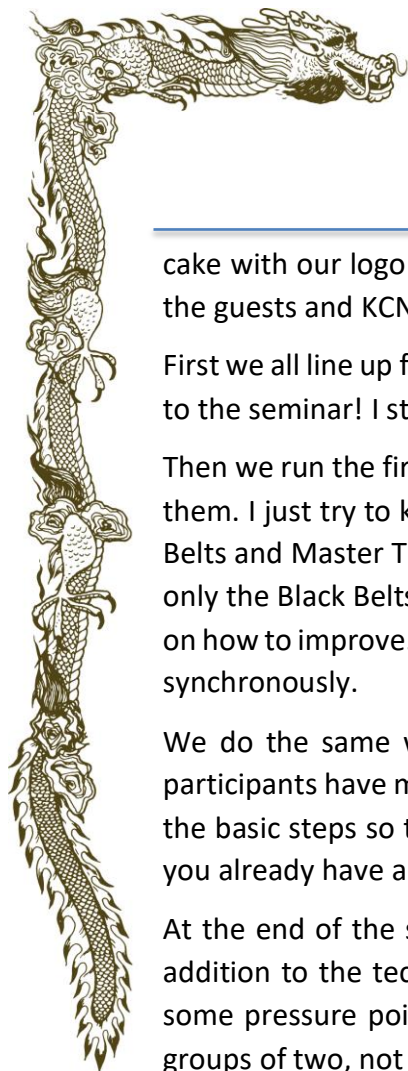 cake with our logo
the guests and KCN
First we all line up f
to the seminar! I st
Then we run the fir
them. I just try to k
Belts and Master T
only the Black Belts
on how to improve.
synchronously.
We do the same w
participants have m
the basic steps so t
you already have a
At the end of the s
addition to the tec
some pressure poi
groups of two, not